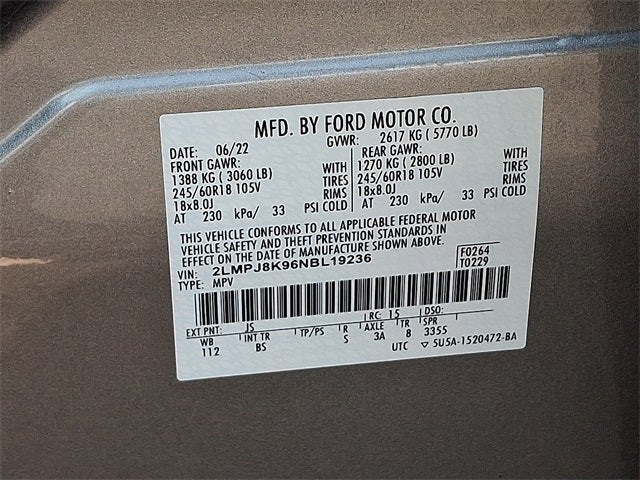 MFD. BY FORD MOTOR CO.
DATE: 06/22 GVWR: 2617 KG ( 5770 LB)
FRONT GAWR: REAR GAWR:
1388 KG ( 3060 LB) WITH 1270 KG ( 2800 LB) WITH
245/60R18 105V TIRES 245/60R18 105V TIRES
18x8.0J RIMS 18x8.0J RIMS
AT 230 kPa/ 33 PSI COLD AT 230 kPa/ 33 PSI COLD
THIS VEHICLE CONFORMS TO ALL APPLICABLE FEDERAL MOTOR
VEHICLE SAFETY AND THEFT PREVENTION STANDARDS IN
EFFECT ON THE DATE OF MANUFACTURE SHOWN ABOVE.
VIN: 2LMPJ8K96NBL19236 F0264
TYPE: MPV T0229
EXT PNT: JS RC: 15 DSO:
WB INT TR TP/PS R AXLE TR SPR
112 BS S 3A 8 3355
UTC ▽ 5U5A-1520472-BA